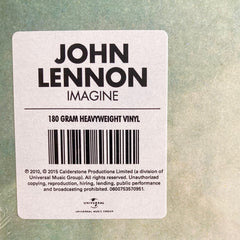 JOHN
LENNON
IMAGINE
180 GRAM HEAVYWEIGHT VINYL
℗ 2010, © 2015 Calderstone Productions Limited (a division of
Universal Music Group). All rights reserved. Unauthorized
copying, reproduction, hiring, lending, public performance
and broadcasting prohibited. 0600753570951.
UNIVERSAL
UNIVERSAL MUSIC GROUP